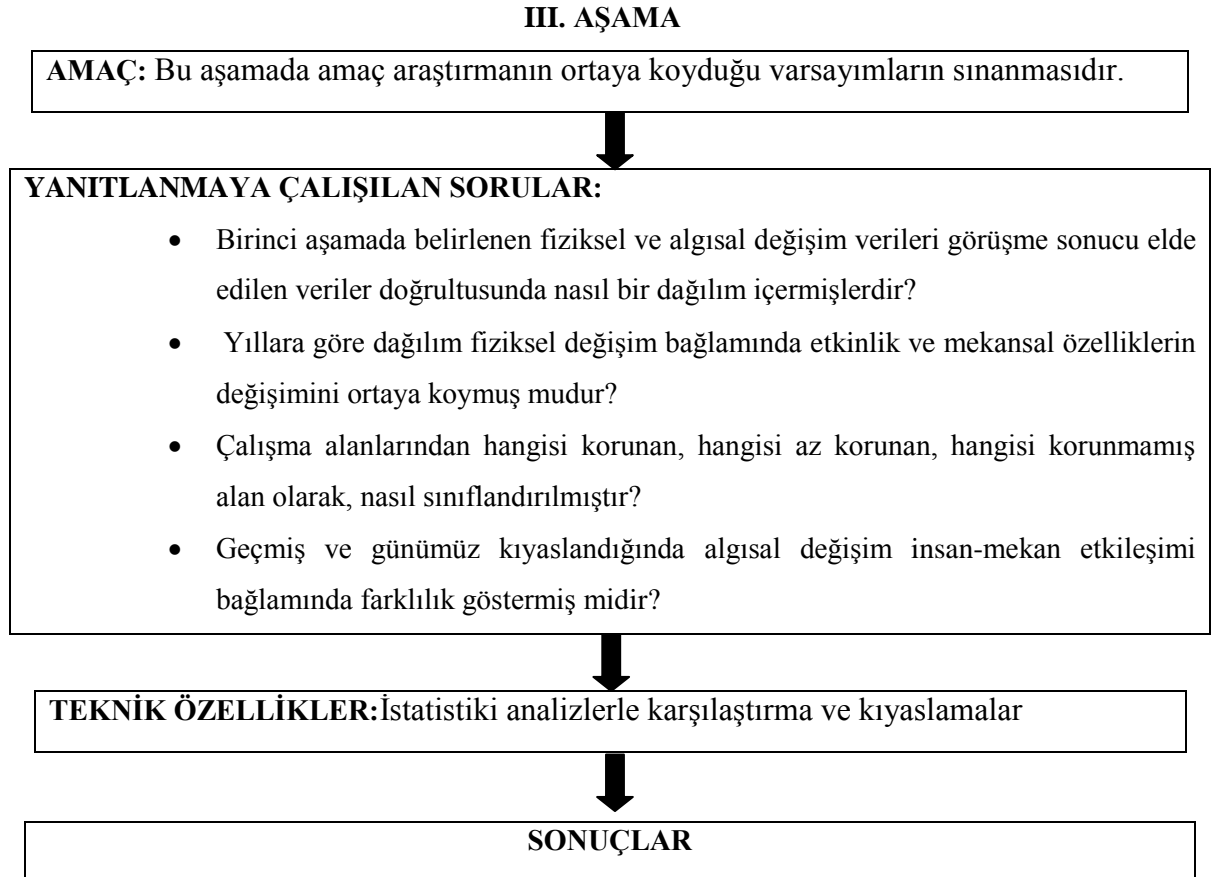 III. AŞAMA
AMAÇ: Bu aşamada amaç araştırmanın ortaya koyduğu varsayımların sınanmasıdır.
YANITLANMAYA ÇALIŞILAN SORULAR:
• Birinci aşamada belirlenen fiziksel ve algısal değişim verileri görüşme sonucu elde
edilen veriler doğrultusunda nasıl bir dağılım içermişlerdir?
• Yıllara göre dağılım fiziksel değişim bağlamında etkinlik ve mekansal özelliklerin
değişimini ortaya koymuş mudur?
• Çalışma alanlarından hangisi korunan, hangisi az korunan, hangisi korunmamış
alan olarak, nasıl sınıflandırılmıştır?
• Geçmiş ve günümüz kıyaslandığında algısal değişim insan-mekan etkileşimi
bağlamında farklılık göstermiş midir?
TEKNİK ÖZELLİKLER:İstatistiki analizlerle karşılaştırma ve kıyaslamalar
SONUÇLAR